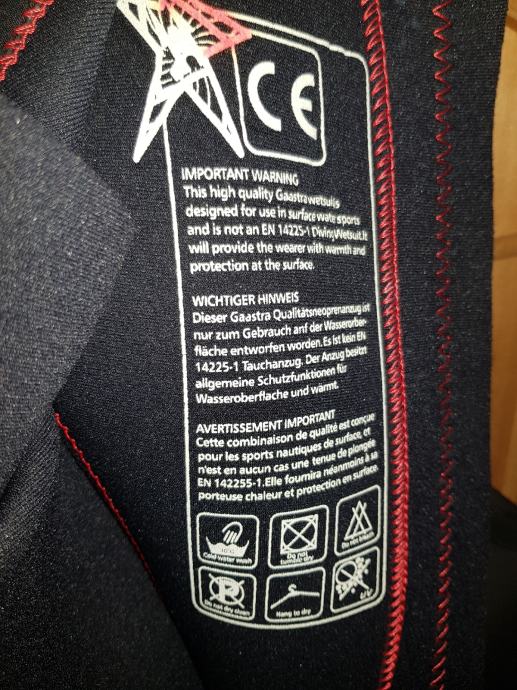 CE
IMPORTANT WARNING
This high quality Gaastra wetsuit is
designed for use in surface wate sports
and is not an EN 14225-1 Diving Wetsuit.It
will provide the wearer with warmth and
protection at the surface.
WICHTIGER HINWEIS
Dieser Gaastra Qualitätsneoprenanzug ist
nur zum Gebrauch anf der Wasserober-
fläche entworfen worden. Es ist kein EN
14225-1 Tauchanzug. Der Anzug besitzt
allgemeine Schutzfunktionen für
Wasseroberflache und wärmt.
AVERTISSEMENT IMPORTANT
Cette combinaison de qualité est conçue
pour les sports nautiques de surface, et
n'est en aucun cas une tenue de plongée
EN 142255-1.Elle fournira néanmoins à sa
porteuse chaleur et protection en surface.
30°C
Cold water wash
Do not
tumble dry
Do not bleach
P
Do not dry clean
Hang to dry
UV